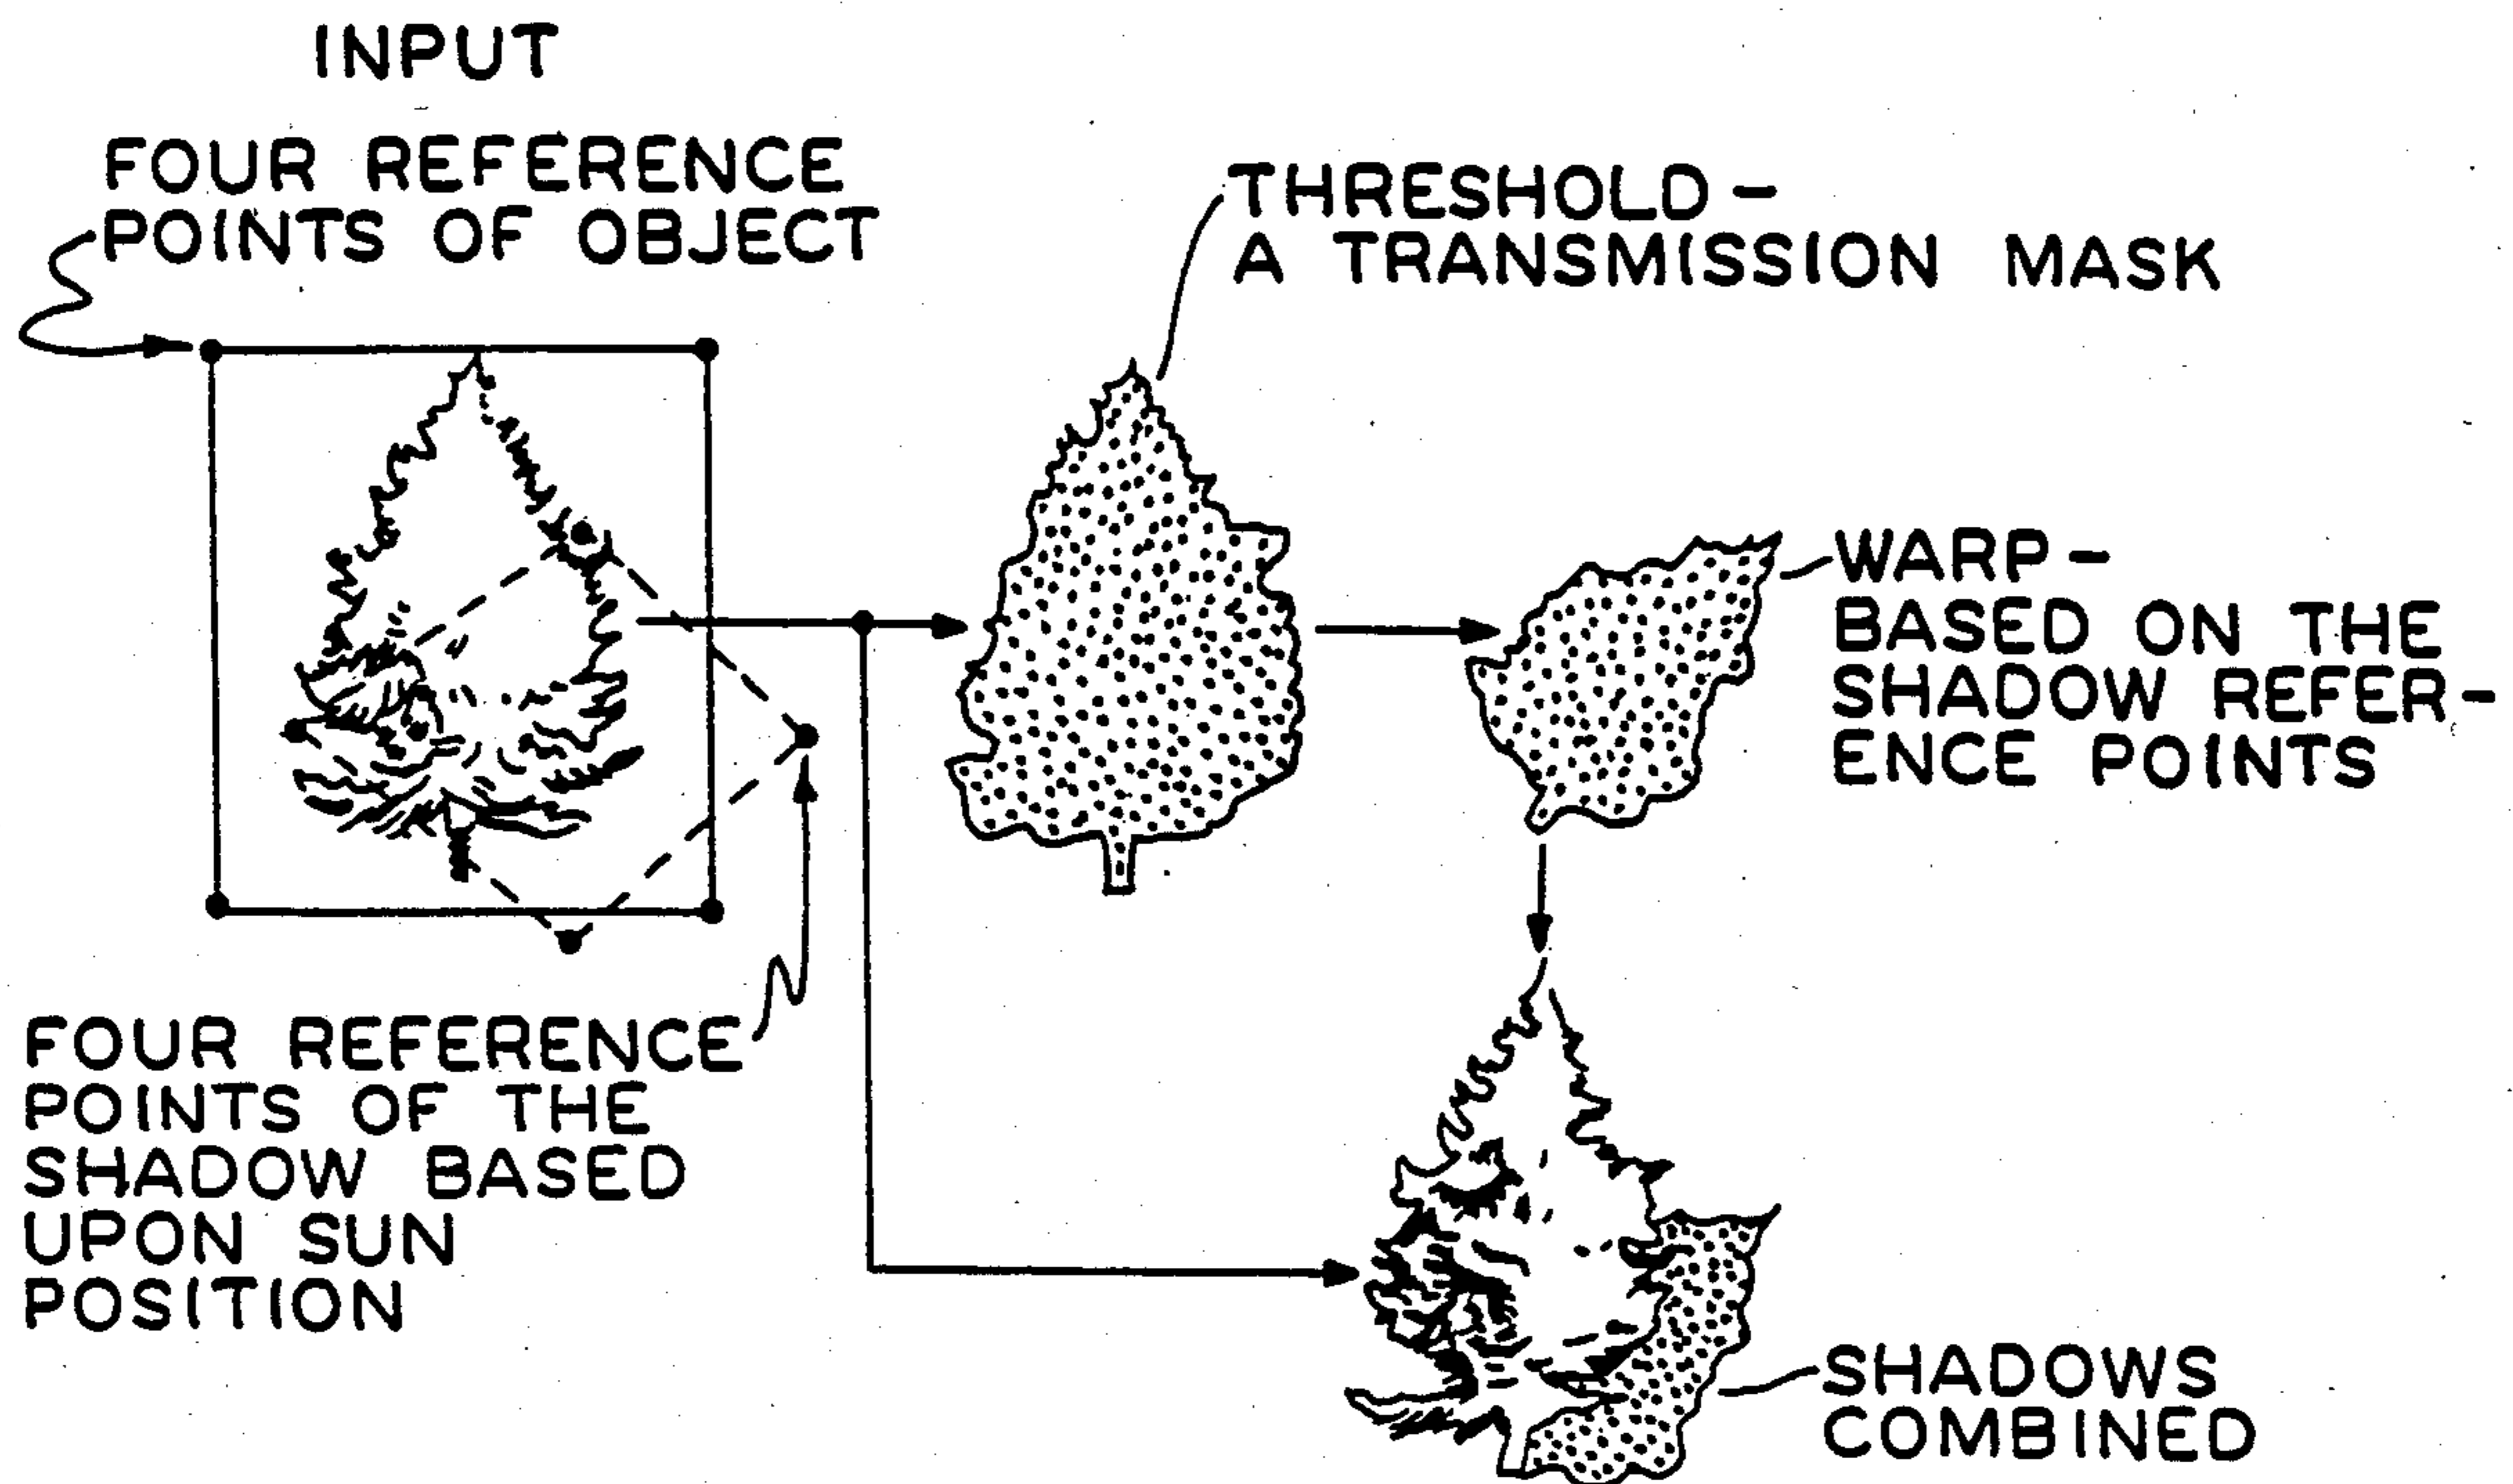 INPUT
FOUR REFERENCE
POINTS OF OBJECT
THRESHOLD -
A TRANSMISSION MASK
WARP -
BASED ON THE
SHADOW REFER-
ENCE POINTS
FOUR REFERENCE
POINTS OF THE
SHADOW BASED
UPON SUN
POSITION
SHADOWS
COMBINED